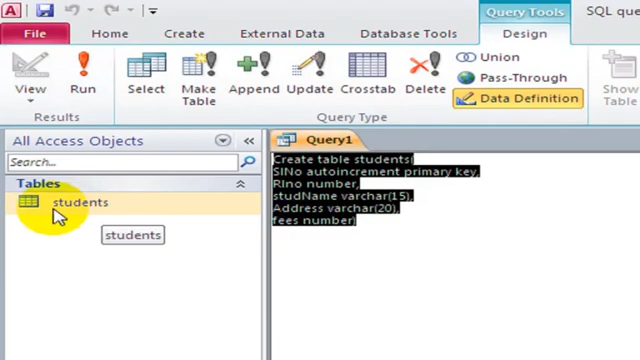 Query Tools
SQL que
File
Home
Create
External Data
Database Tools
Design
View
Run
Select
Make
Table
Append
Update
Crosstab
Delete
Union
Pass-Through
Data Definition
Show
Table
Results
Query Type
All Access Objects
Query1
Search...
Tables
students
students
Create table students(
SlNo autoincrement primary key,
Rlno number,
studName varchar(15),
Address varchar(20),
fees number)